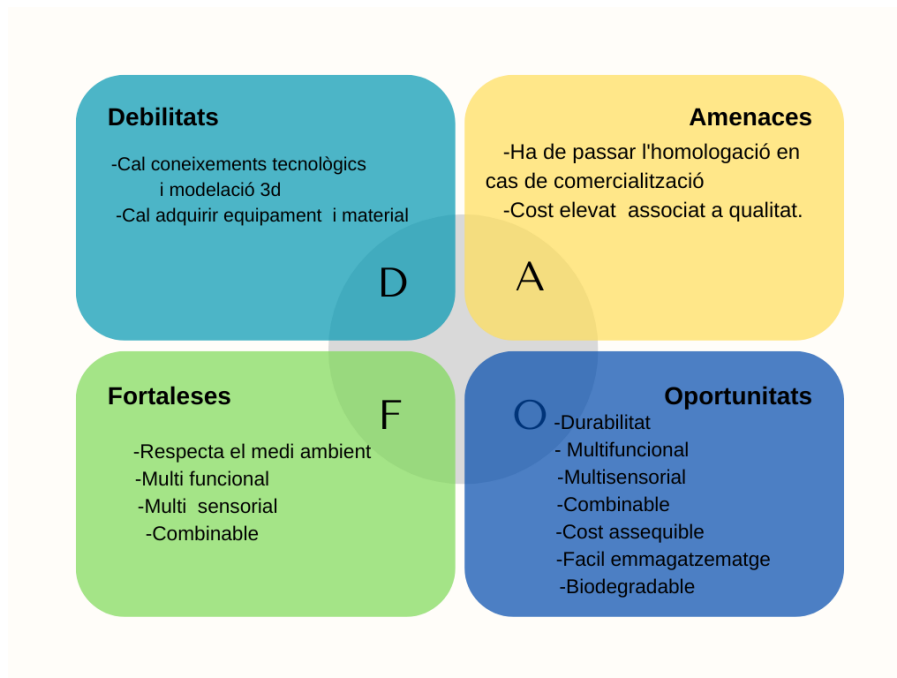 Debilitats
-Cal coneixements tecnològics
i modelació 3d
-Cal adquirir equipament i material
D
Amenaces
-Ha de passar l'homologació en
cas de comercialització
-Cost elevat associat a qualitat.
A
Fortaleses
F
-Respecta el medi ambient
-Multi funcional
-Multi sensorial
-Combinable
Oportunitats
O
-Durabilitat
- Multifuncional
-Multisensorial
-Combinable
-Cost assequible
-Facil emmagatzematge
-Biodegradable